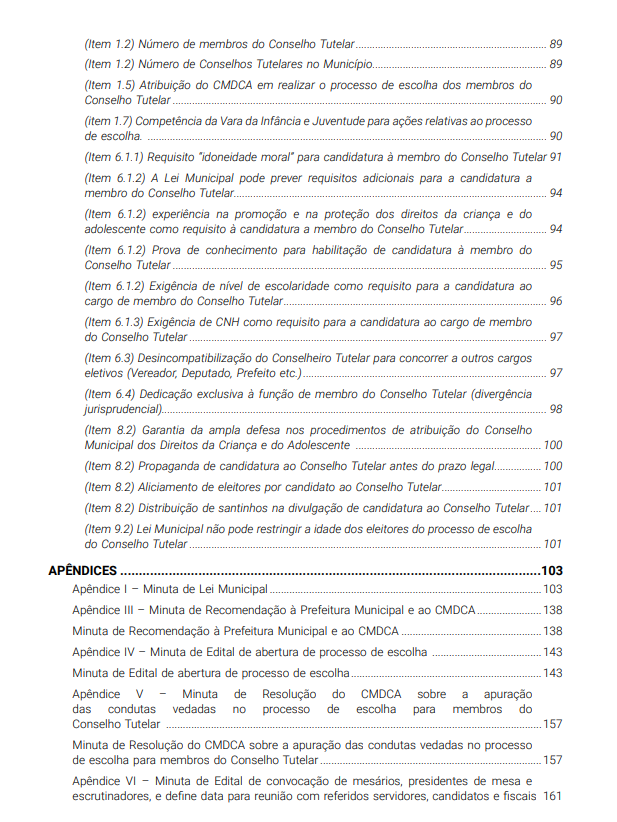 (Item 1.2) Número de membros do Conselho Tutelar.......... 89
(Item 1.2) Número de Conselhos Tutelares no Município.......... 89
(Item 1.5) Atribuição do CMDCA em realizar o processo de escolha dos membros do
Conselho Tutelar.......... 90
(item 1.7) Competência da Vara da Infância e Juventude para ações relativas ao processo
de escolha. .......... 90
(Item 6.1.1) Requisito “idoneidade moral” para candidatura à membro do Conselho Tutelar 91
(Item 6.1.2) A Lei Municipal pode prever requisitos adicionais para a candidatura a
membro do Conselho Tutelar.......... 94
(Item 6.1.2) experiência na promoção e na proteção dos direitos da criança e do
adolescente como requisito à candidatura a membro do Conselho Tutelar.......... 94
(Item 6.1.2) Prova de conhecimento para habilitação de candidatura à membro do
Conselho Tutelar.......... 95
(Item 6.1.2) Exigência de nível de escolaridade como requisito para a candidatura ao
cargo de membro do Conselho Tutelar.......... 96
(Item 6.1.3) Exigência de CNH como requisito para a candidatura ao cargo de membro
do Conselho Tutelar.......... 97
(Item 6.3) Desincompatibilização do Conselheiro Tutelar para concorrer a outros cargos
eletivos (Vereador, Deputado, Prefeito etc.).......... 97
(Item 6.4) Dedicação exclusiva à função de membro do Conselho Tutelar (divergência
jurisprudencial).......... 98
(Item 8.2) Garantia da ampla defesa nos procedimentos de atribuição do Conselho
Municipal dos Direitos da Criança e do Adolescente .......... 100
(Item 8.2) Propaganda de candidatura ao Conselho Tutelar antes do prazo legal.......... 100
(Item 8.2) Aliciamento de eleitores por candidato ao Conselho Tutelar.......... 101
(Item 8.2) Distribuição de santinhos na divulgação de candidatura ao Conselho Tutelar.... 101
(Item 9.2) Lei Municipal não pode restringir a idade dos eleitores do processo de escolha
do Conselho Tutelar.......... 101
APÊNDICES ..........103
Apêndice I – Minuta de Lei Municipal.......... 103
Apêndice III – Minuta de Recomendação à Prefeitura Municipal e ao CMDCA.......... 138
Minuta de Recomendação à Prefeitura Municipal e ao CMDCA.......... 138
Apêndice IV – Minuta de Edital de abertura de processo de escolha .......... 143
Minuta de Edital de abertura de processo de escolha.......... 143
Apêndice V – Minuta de Resolução do CMDCA sobre a apuração
das condutas vedadas no processo de escolha para membros do
Conselho Tutelar .......... 157
Minuta de Resolução do CMDCA sobre a apuração das condutas vedadas no processo
de escolha para membros do Conselho Tutelar.......... 157
Apêndice VI – Minuta de Edital de convocação de mesários, presidentes de mesa e
escrutinadores, e define data para reunião com referidos servidores, candidatos e fiscais 161